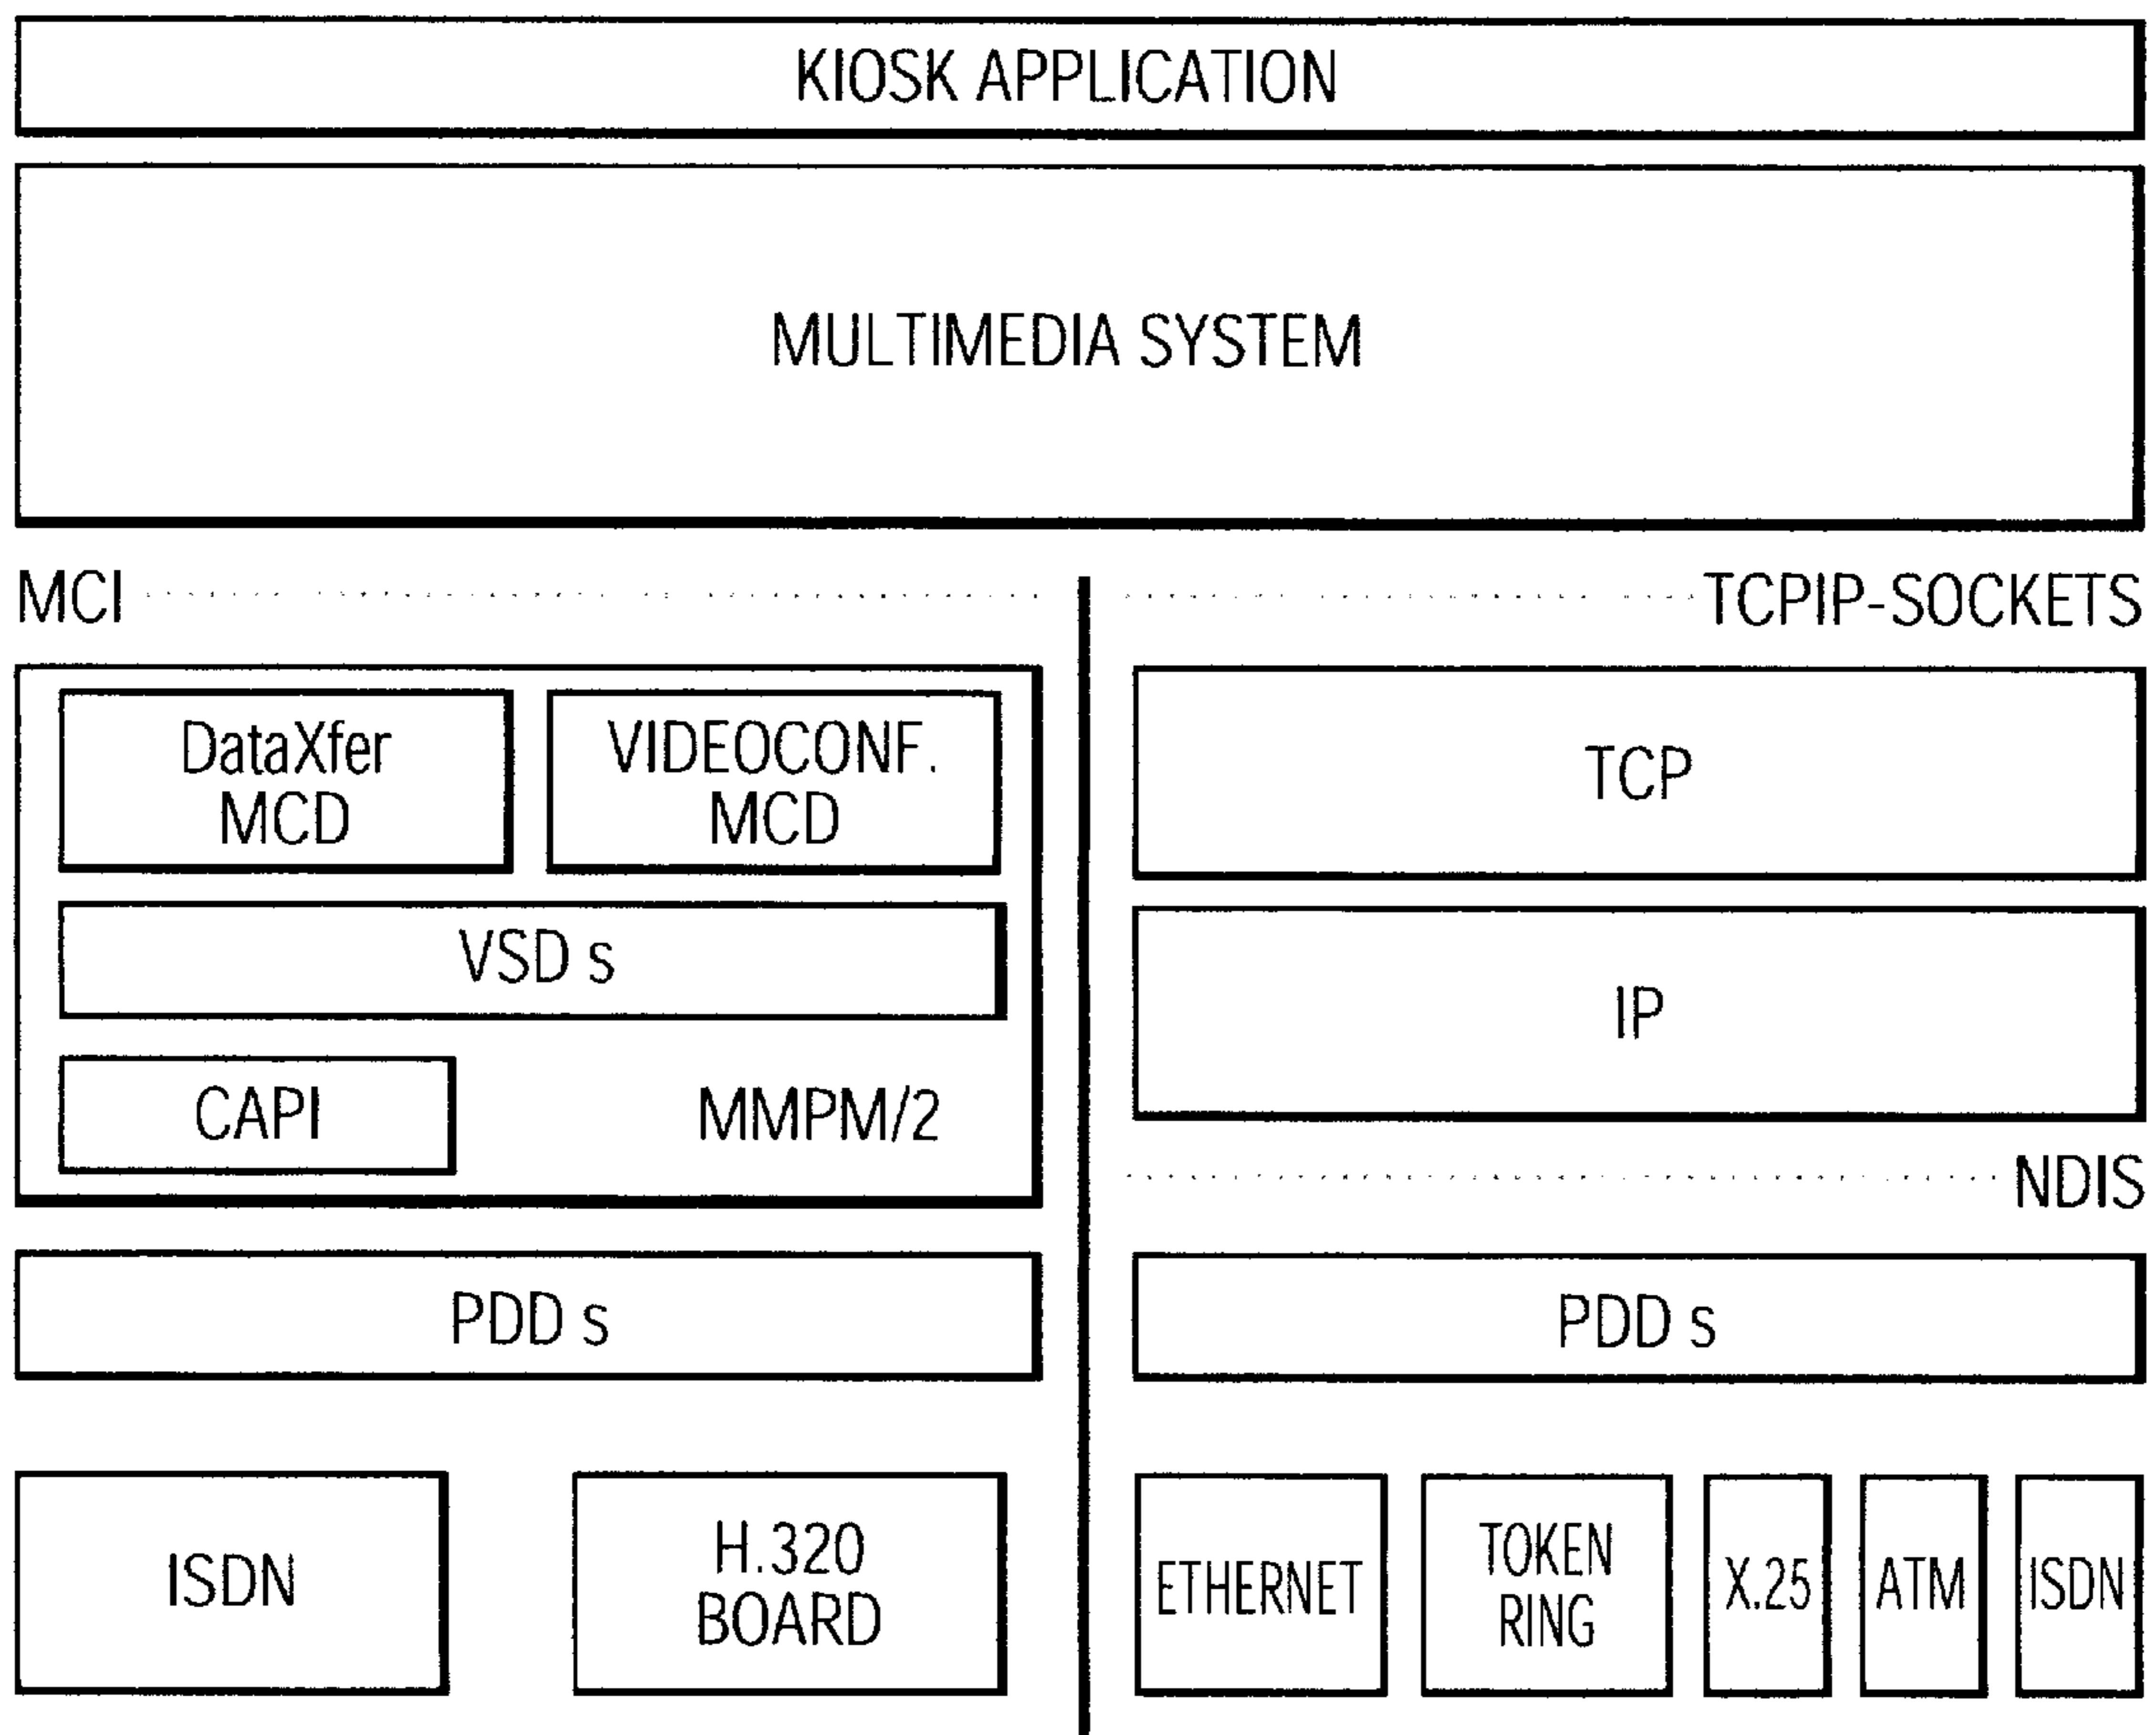 KIOSK APPLICATION
MULTIMEDIA SYSTEM
MCI
TCPIP-SOCKETS
DataXfer
MCD
VIDEOCONF.
MCD
VSD s
CAPI
MMPM/2
TCP
IP
NDIS
PDD s
PDD s
ISDN
H.320
BOARD
ETHERNET
TOKEN
RING
X.25
ATM
ISDN